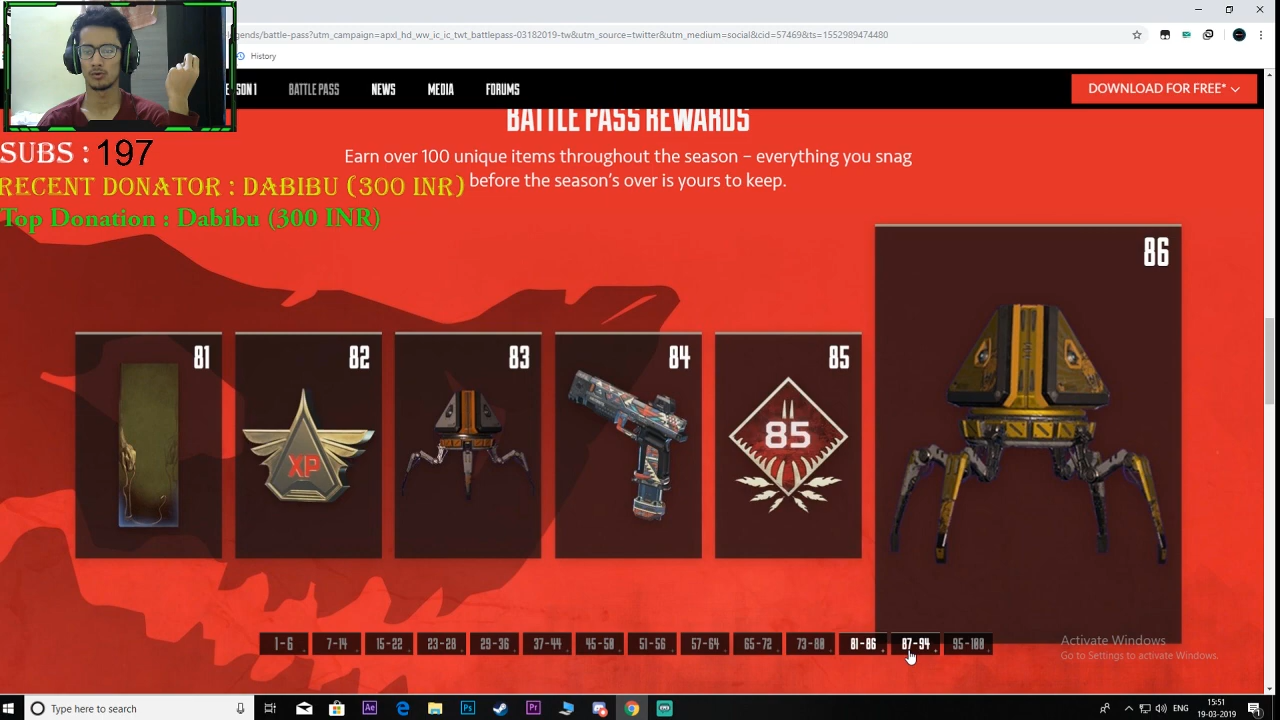 gends/battle-pass?utm_campaign=apxl_hd_ww_ic_ic_twt_battlepass-03182019-tw&utm_source=twitter&utm_medium=social&cid=57469&ts=1552989474480
History
SON 1 BATTLE PASS NEWS MEDIA FORUMS DOWNLOAD FOR FREE*
BATTLE PASS REWARDS
Earn over 100 unique items throughout the season – everything you snag
before the season's over is yours to keep.
SUBS : 197
RECENT DONATOR : DABIBU (300 INR)
Top Donation : Dabibu (300 INR)
86
81 82 83 84 85
XP
85
1-6 7-14 15-22 23-28 29-36 37-44 45-50 51-56 57-64 65-72 73-80 81-86 87-94 95-100
Activate Windows
Go to Settings to activate Windows.
Type here to search
Ae Ps Pr
ENG
15:51
19-03-2019
1